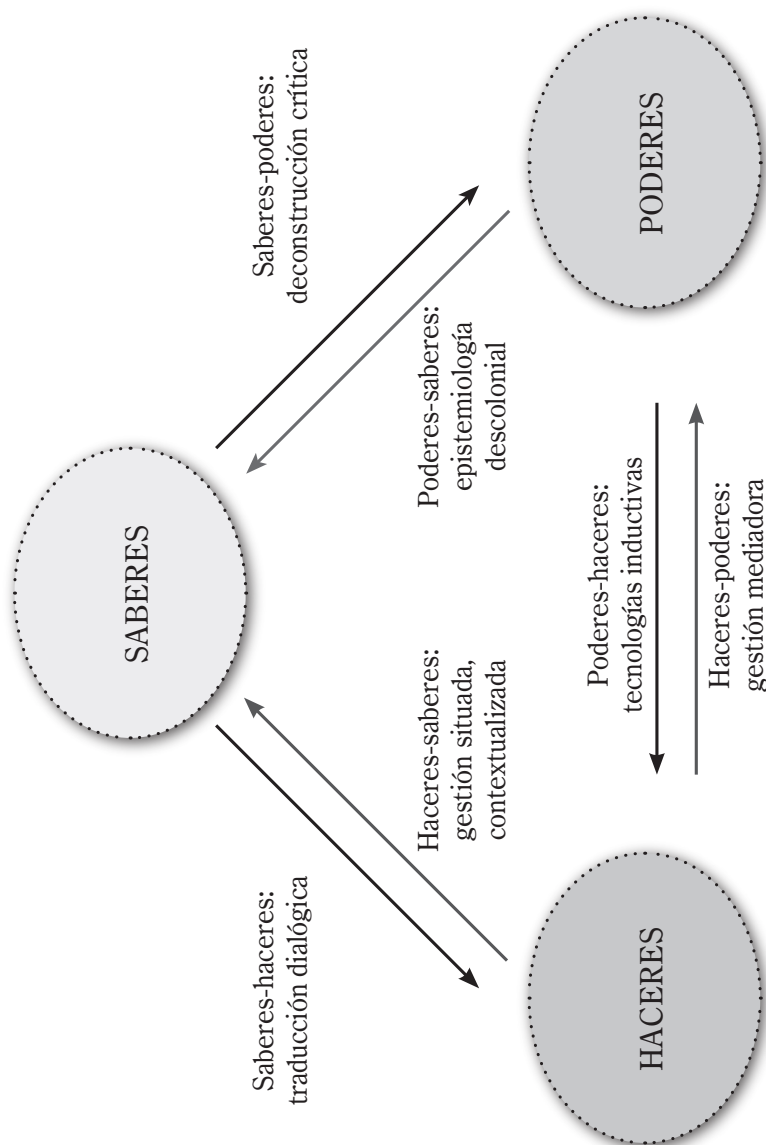 SABERES
Saberes-haceres:
traducción dialógica
Saberes-poderes:
deconstrucción crítica
Haceres-saberes:
gestión situada,
contextualizada
Poderes-saberes:
epistemiología
descolonial
HACERES
Poderes-haceres:
tecnologías inductivas
Haceres-poderes:
gestión mediadora
PODERES